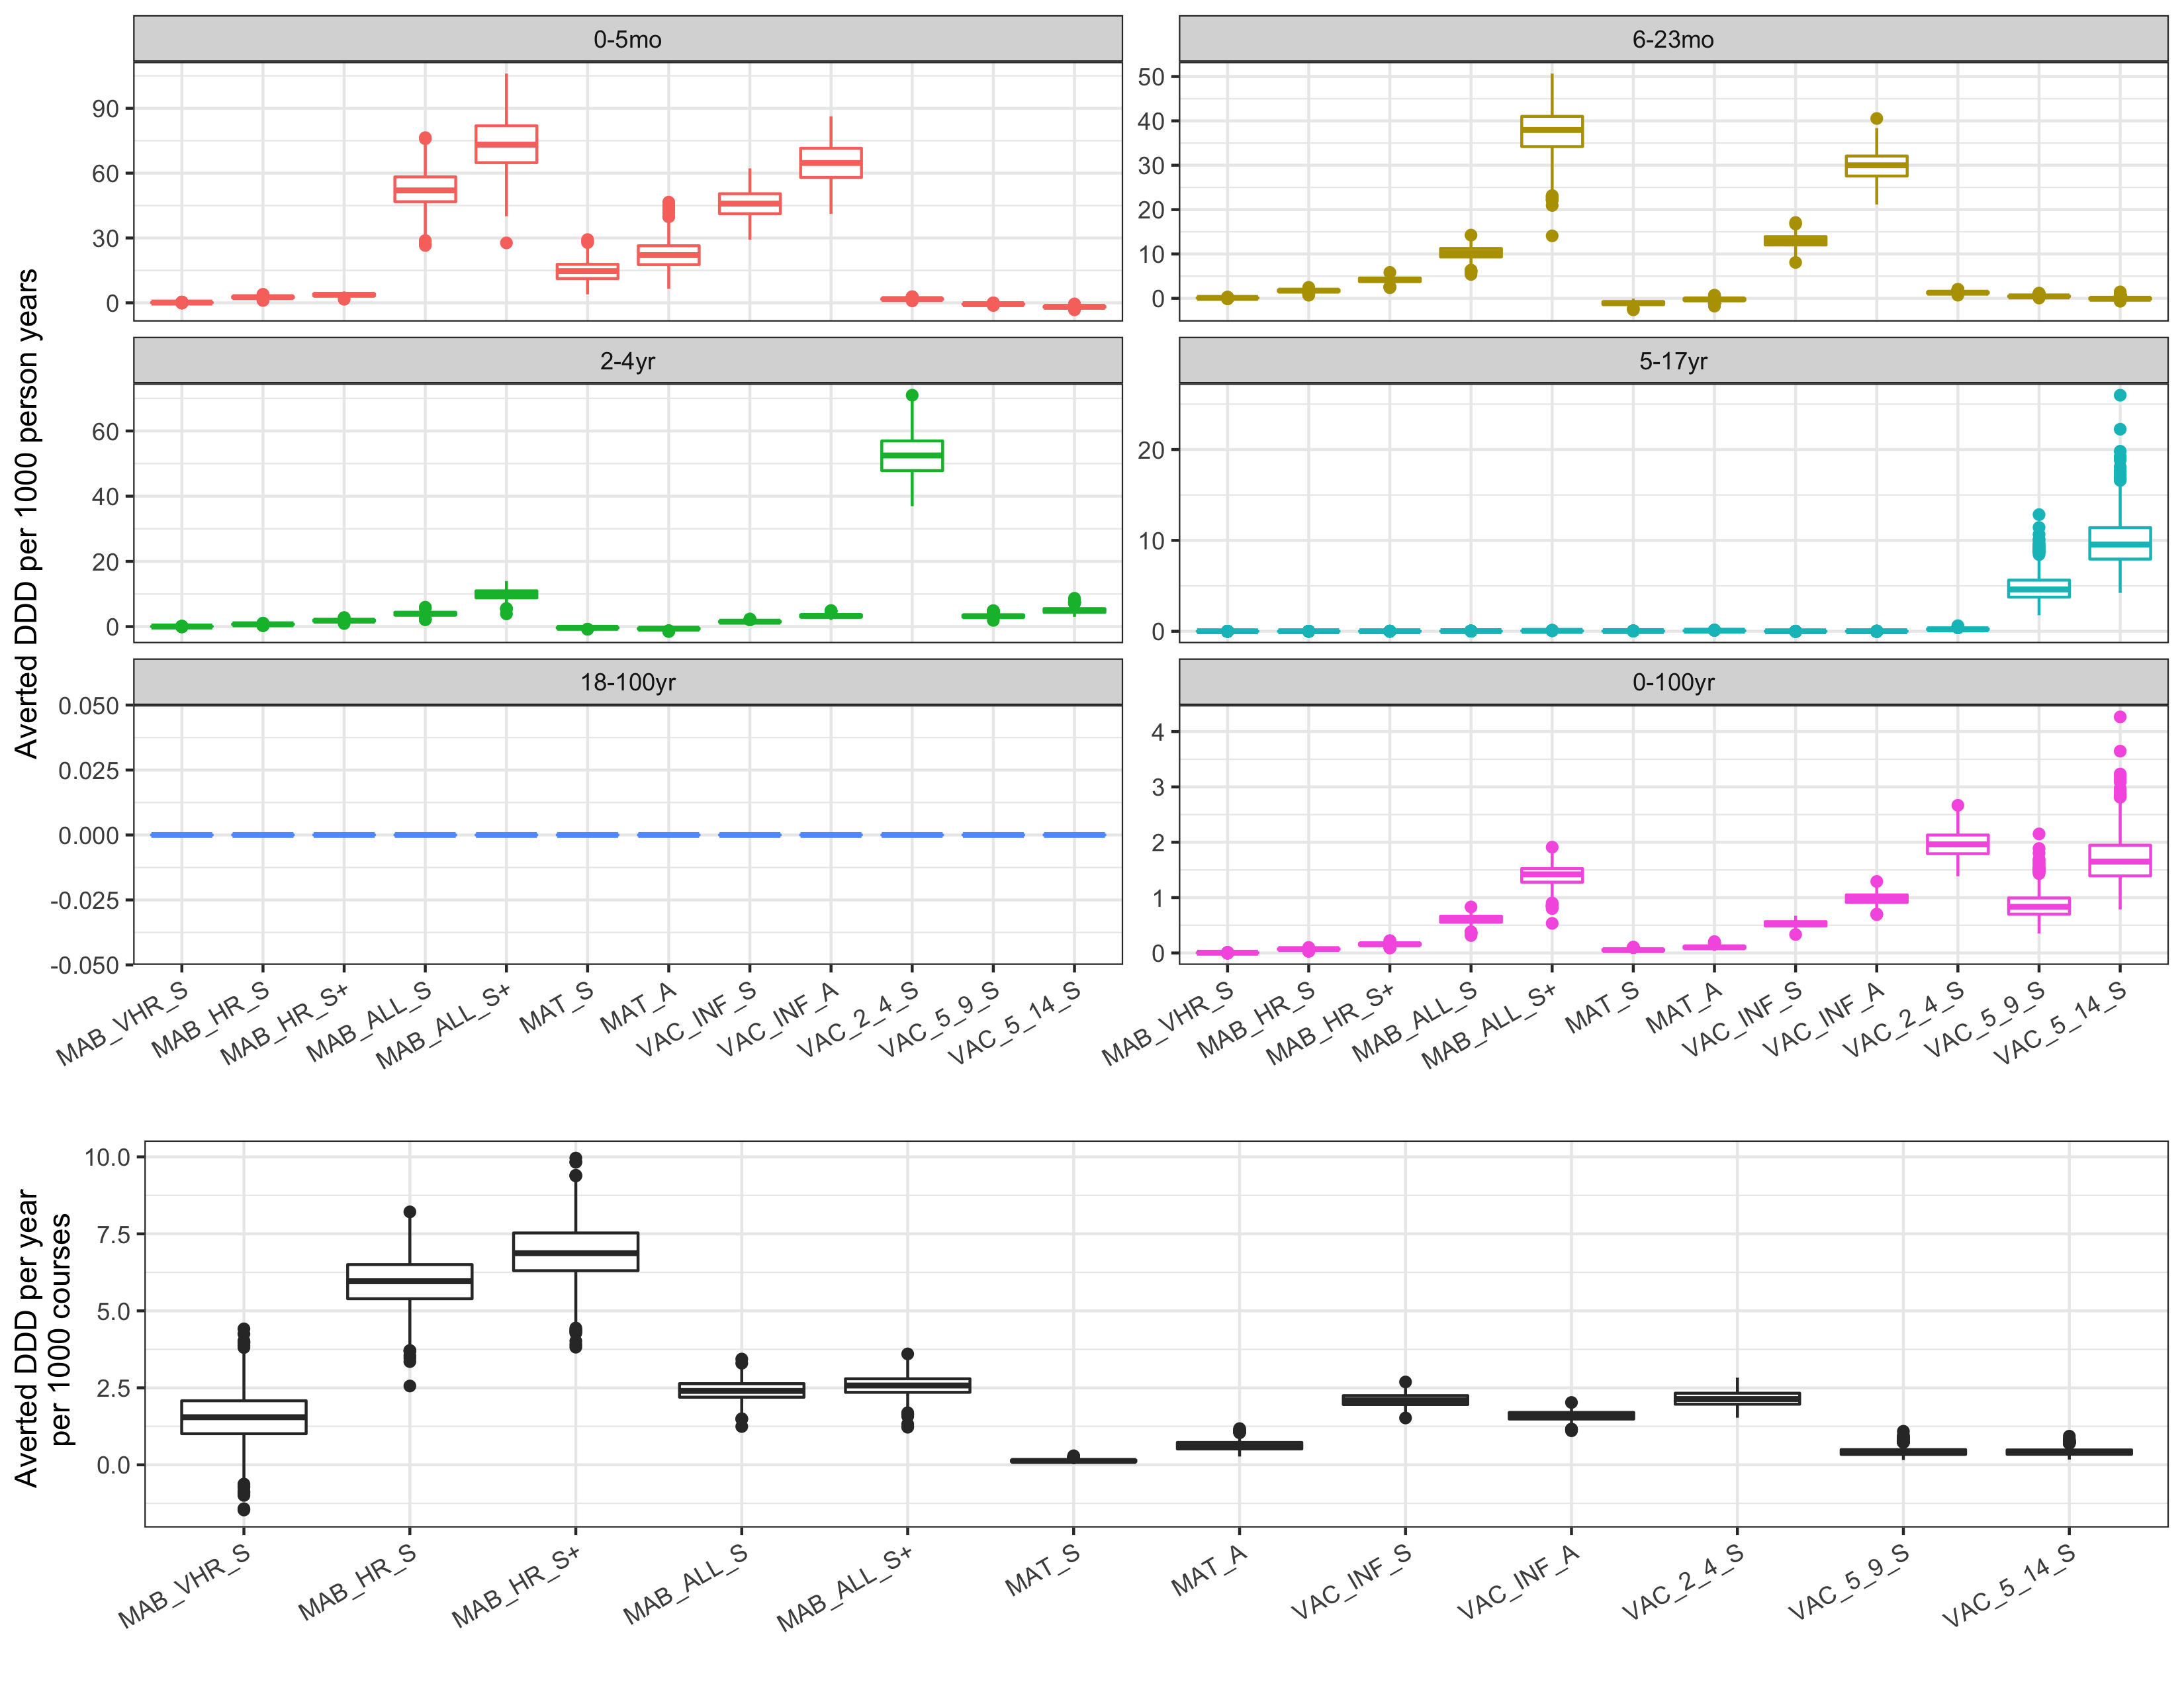 0-5mo
6-23mo
90
60
30
0
50
40
30
20
10
0
2-4yr
5-17yr
60
40
20
0
20
10
0
18-100yr
0-100yr
0.050
0.025
0.000
-0.025
-0.050
4
3
2
1
0
Averted DDD per 1000 person years
MAB_VHR_S
MAB_HR_S
MAB_HR_S+
MAB_ALL_S
MAB_ALL_S+
MAT_S
MAT_A
VAC_INF_S
VAC_INF_A
VAC_2_4_S
VAC_5_9_S
VAC_5_14_S
MAB_VHR_S
MAB_HR_S
MAB_HR_S+
MAB_ALL_S
MAB_ALL_S+
MAT_S
MAT_A
VAC_INF_S
VAC_INF_A
VAC_2_4_S
VAC_5_9_S
VAC_5_14_S
Averted DDD per year
per 1000 courses
10.0
7.5
5.0
2.5
0.0
MAB_VHR_S
MAB_HR_S
MAB_HR_S+
MAB_ALL_S
MAB_ALL_S+
MAT_S
MAT_A
VAC_INF_S
VAC_INF_A
VAC_2_4_S
VAC_5_9_S
VAC_5_14_S